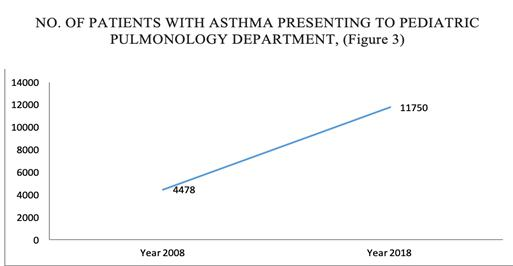 NO. OF PATIENTS WITH ASTHMA PRESENTING TO PEDIATRIC
PULMONOLOGY DEPARTMENT, (Figure 3)
14000
12000
11750
10000
8000
6000
4478
4000
2000
0
Year 2008
Year 2018